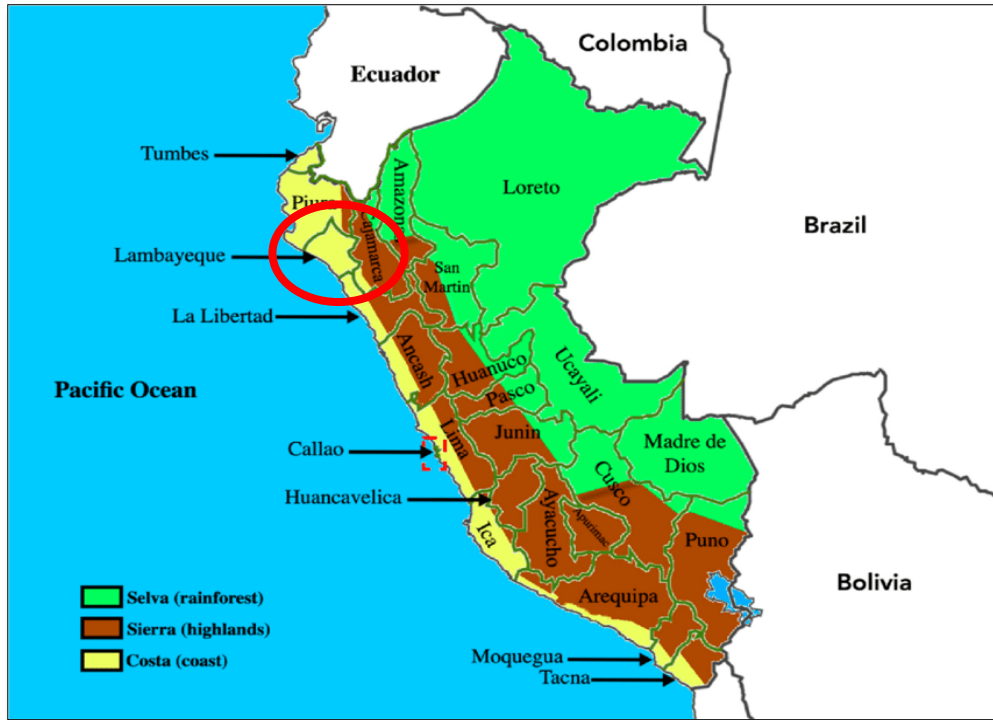 Colombia
Ecuador
Tumbes
Amazonas
Loreto
Piura
Brazil
Cajamarca
Lambayeque
San
Martin
La Libertad
Ancash
Huanuco
Ucayali
Pacific Ocean
Pasco
Junin
Lima
Madre de
Dios
Callao
Cusco
Huancavelica
Ayacucho
Apurimac
Ica
Puno
Bolivia
Arequipa
Selva (rainforest)
Sierra (highlands)
Costa (coast)
Moquegua
Tacna